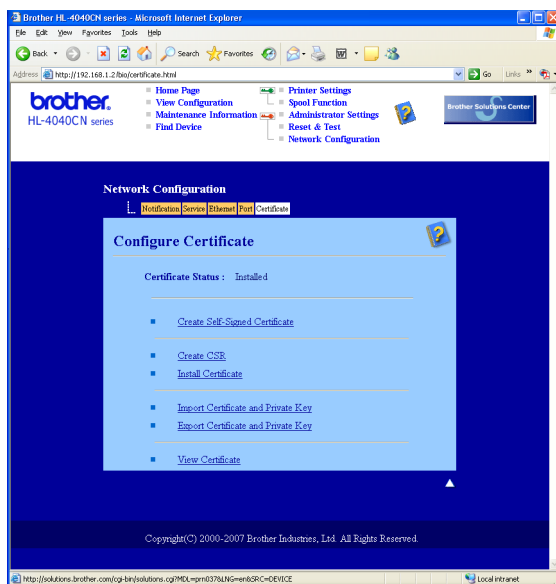 Brother HL-4040CN series - Microsoft Internet Explorer
File Edit View Favorites Tools Help
Back Search Favorites
Address http://192.168.1.2/bio/certificate.html Go Links »
brother.
HL-4040CN series
Home Page
View Configuration
Maintenance Information
Find Device
Printer Settings
Spool Function
Administrator Settings
Reset & Test
Network Configuration
Brother Solutions Center
Network Configuration
Notification Service Ethernet Port Certificate
Configure Certificate
Certificate Status : Installed
Create Self-Signed Certificate
Create CSR
Install Certificate
Import Certificate and Private Key
Export Certificate and Private Key
View Certificate
Copyright(C) 2000-2007 Brother Industries, Ltd. All Rights Reserved.
http://solutions.brother.com/cgi-bin/solutions.cgi?MDL=prn037&LNG=en&SRC=DEVICE Local intranet